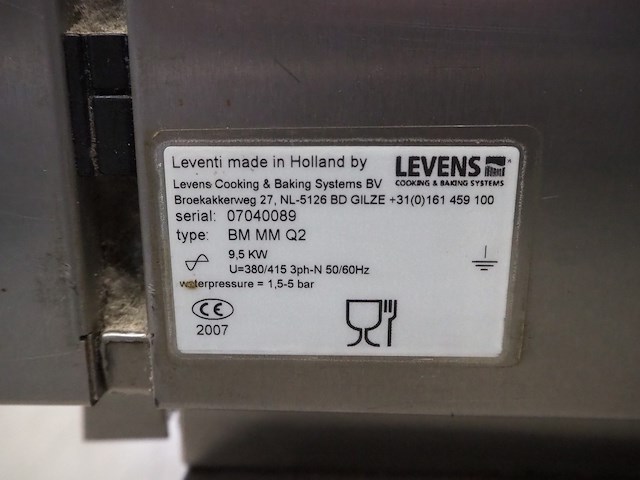 Leventi made in Holland by
LEVENS
COOKING & BAKING SYSTEMS
Levens Cooking & Baking Systems BV
Broekakkerweg 27, NL-5126 BD GILZE +31(0)161 459 100
serial: 07040089
type: BM MM Q2
9,5 KW
U=380/415 3ph-N 50/60Hz
waterpressure = 1,5-5 bar
CE
2007